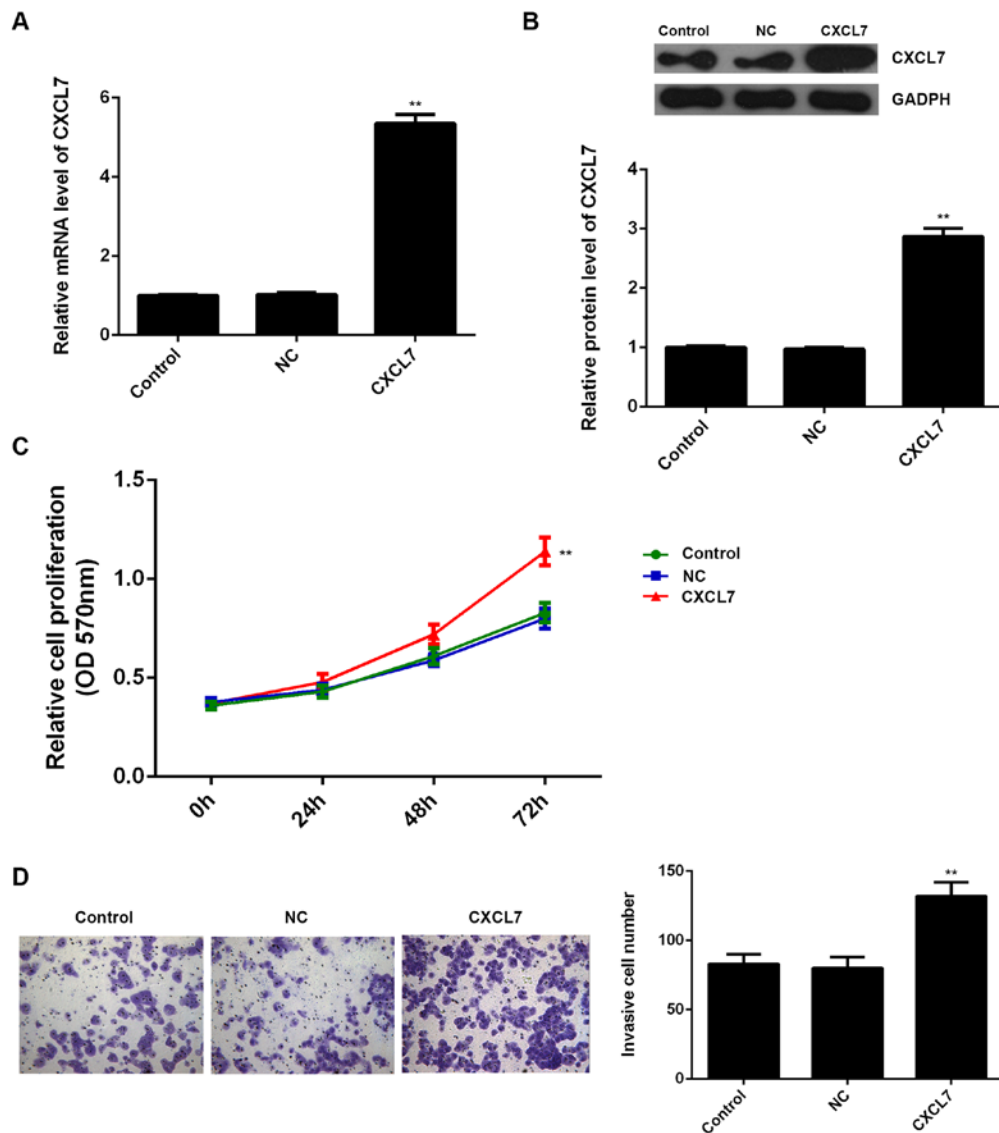 A
Relative mRNA level of CXCL7
6
4
2
0
**
Control
NC
CXCL7
B
Control NC CXCL7
CXCL7
GADPH
Relative protein level of CXCL7
4
3
2
1
0
**
Control
NC
CXCL7
C
Relative cell proliferation
(OD 570nm)
1.5
1.0
0.5
0.0
**
0h
24h
48h
72h
Control
NC
CXCL7
D
Control NC CXCL7
Invasive cell number
150
100
50
0
**
Control
NC
CXCL7